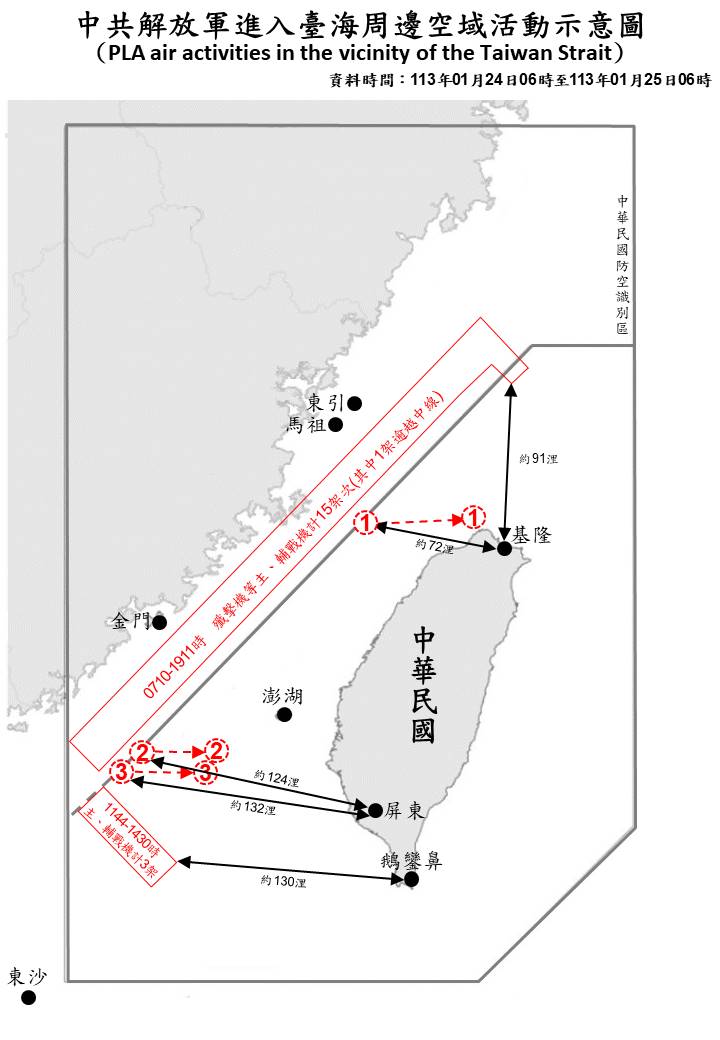 中共解放軍進入臺海周邊空域活動示意圖
（PLA air activities in the vicinity of the Taiwan Strait）
資料時間：113年01月24日06時至113年01月25日06時
中華民國防空識別區
東引
馬祖
約91浬
1
1
約72浬
基隆
0710-1911時 殲擊機等主、輔戰機計15架次(其中1架逾越中線)
金門
中華民國
澎湖
2
2
3
3
約124浬
約132浬
屏東
1144-1430時
主、輔戰機計3架
鵝鑾鼻
約130浬
東沙